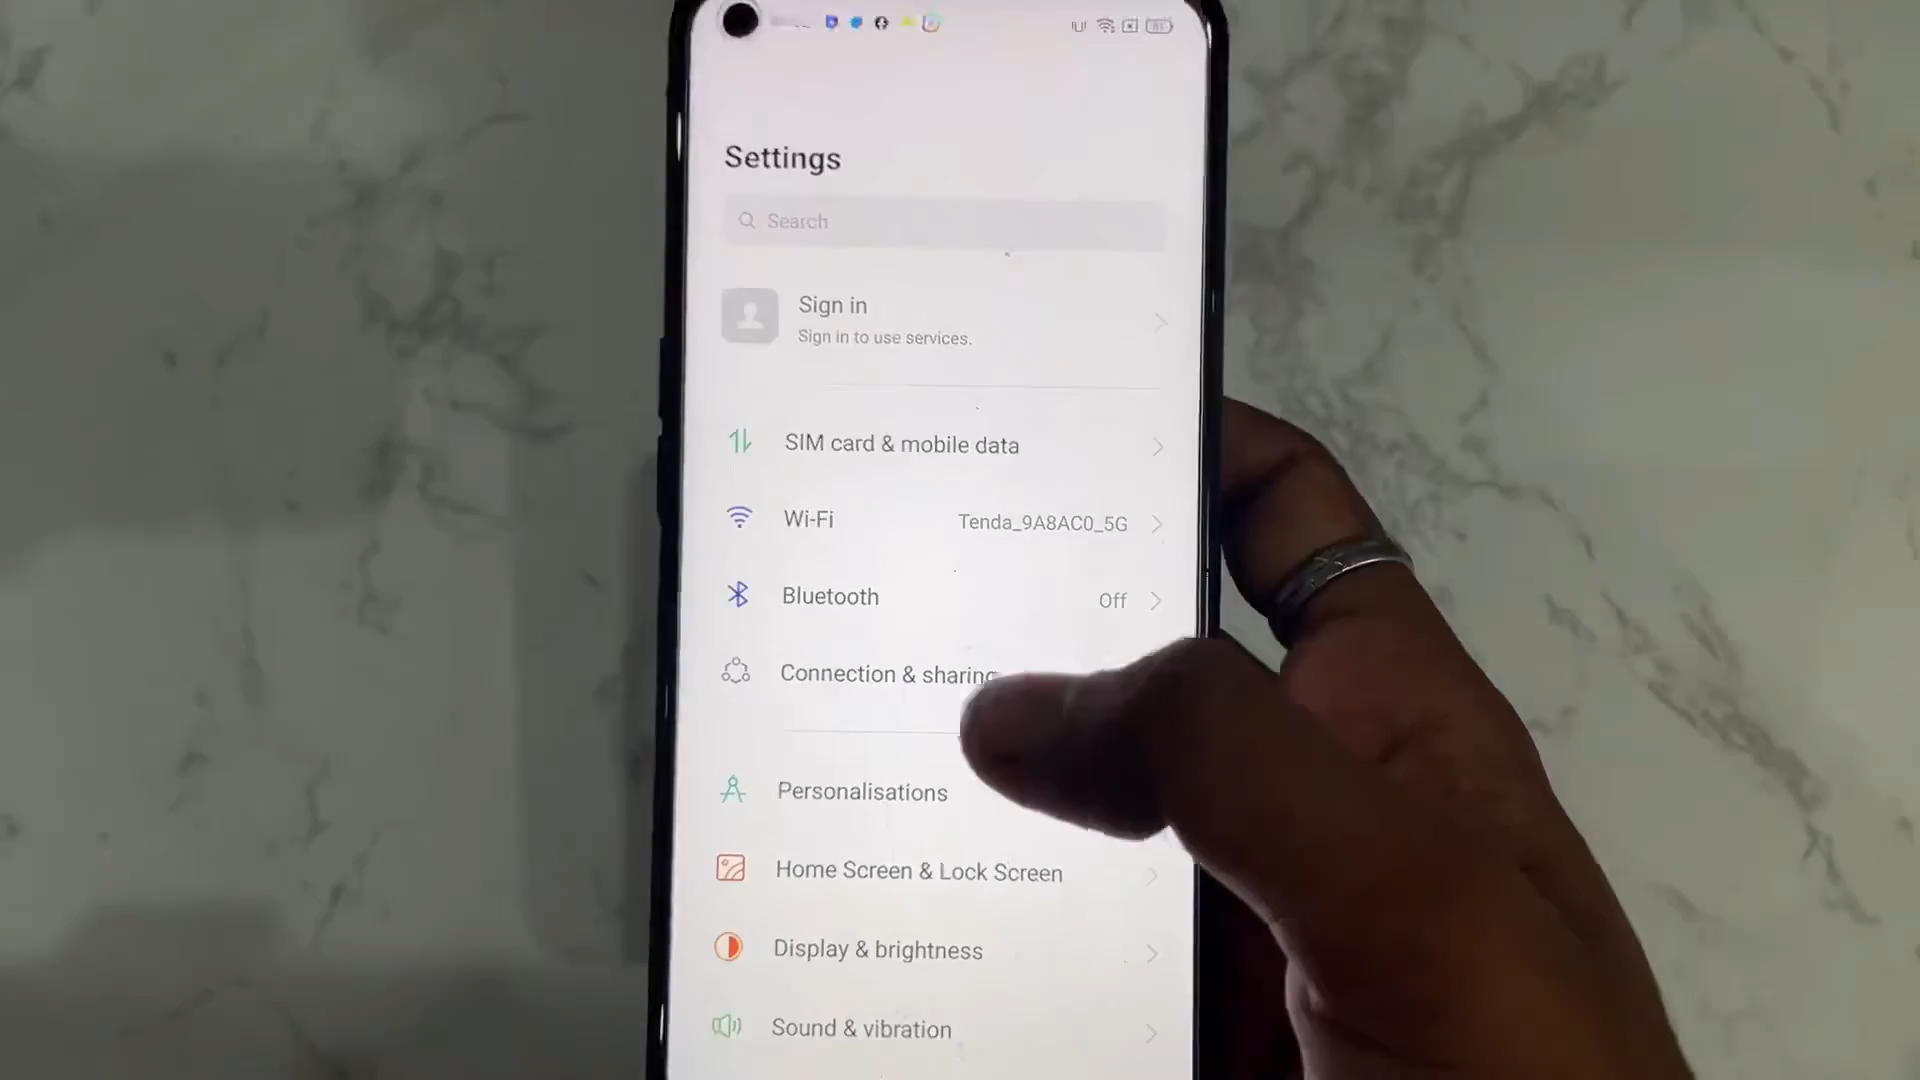 Settings
Search
Sign in
Sign in to use services.
SIM card & mobile data
Wi-Fi Tenda_9A8AC0_5G
Bluetooth Off
Connection & sharing
Personalisations
Home Screen & Lock Screen
Display & brightness
Sound & vibration